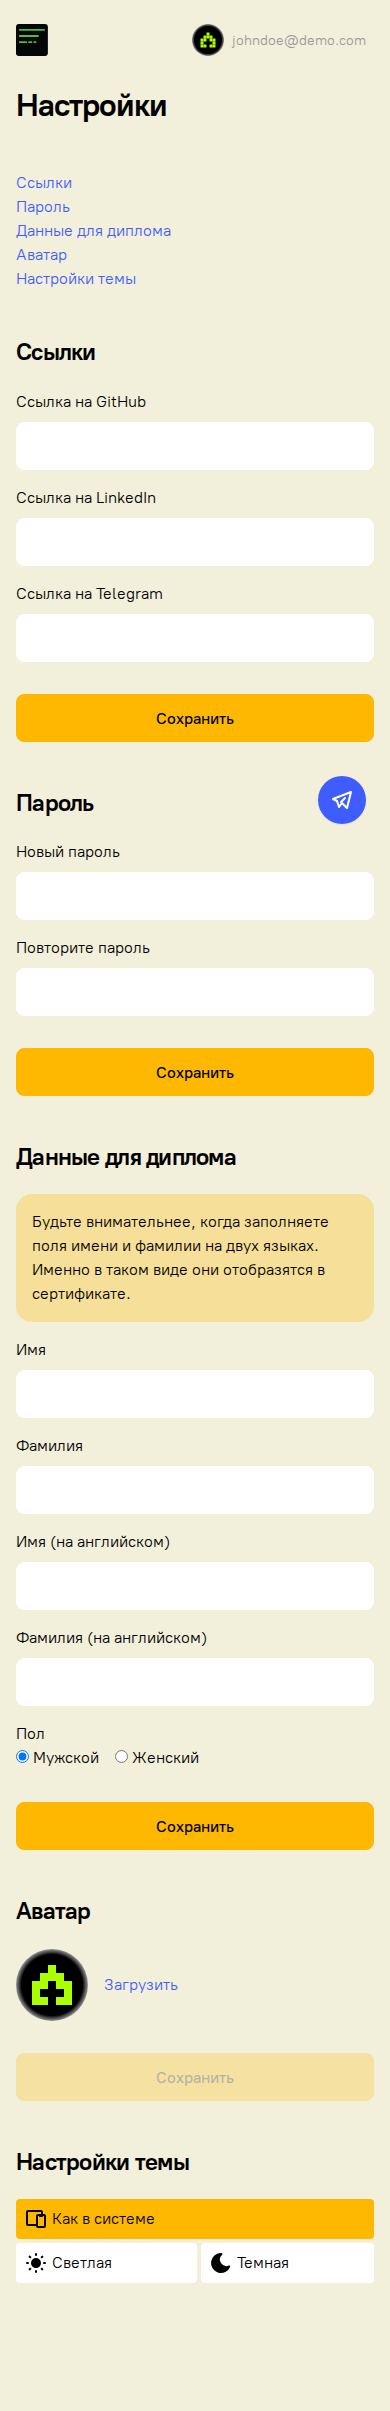 johndoe@demo.com
Настройки
Ссылки
Пароль
Данные для диплома
Аватар
Настройки темы
Ссылки
Ссылка на GitHub
Ссылка на LinkedIn
Ссылка на Telegram
Сохранить
Пароль
Новый пароль
Повторите пароль
Сохранить
Данные для диплома
Будьте внимательнее, когда заполняете
поля имени и фамилии на двух языках.
Именно в таком виде они отобразятся в
сертификате.
Имя
Фамилия
Имя (на английском)
Фамилия (на английском)
Пол
Мужской Женский
Сохранить
Аватар
Загрузить
Сохранить
Настройки темы
Как в системе
Светлая Темная